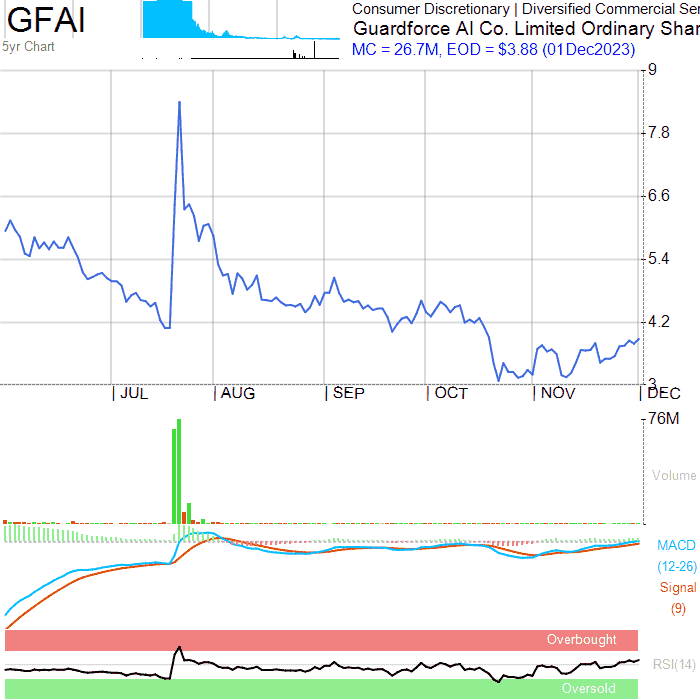 GFAI
5yr Chart
Consumer Discretionary | Diversified Commercial Ser
Guardforce AI Co. Limited Ordinary Shar
MC = 26.7M, EOD = $3.88 (01Dec2023)
9
7.8
6.6
5.4
4.2
3
JUL AUG SEP OCT NOV DEC
76M
Volume
MACD
(12-26)
Signal
(9)
Overbought
RSI(14)
Oversold